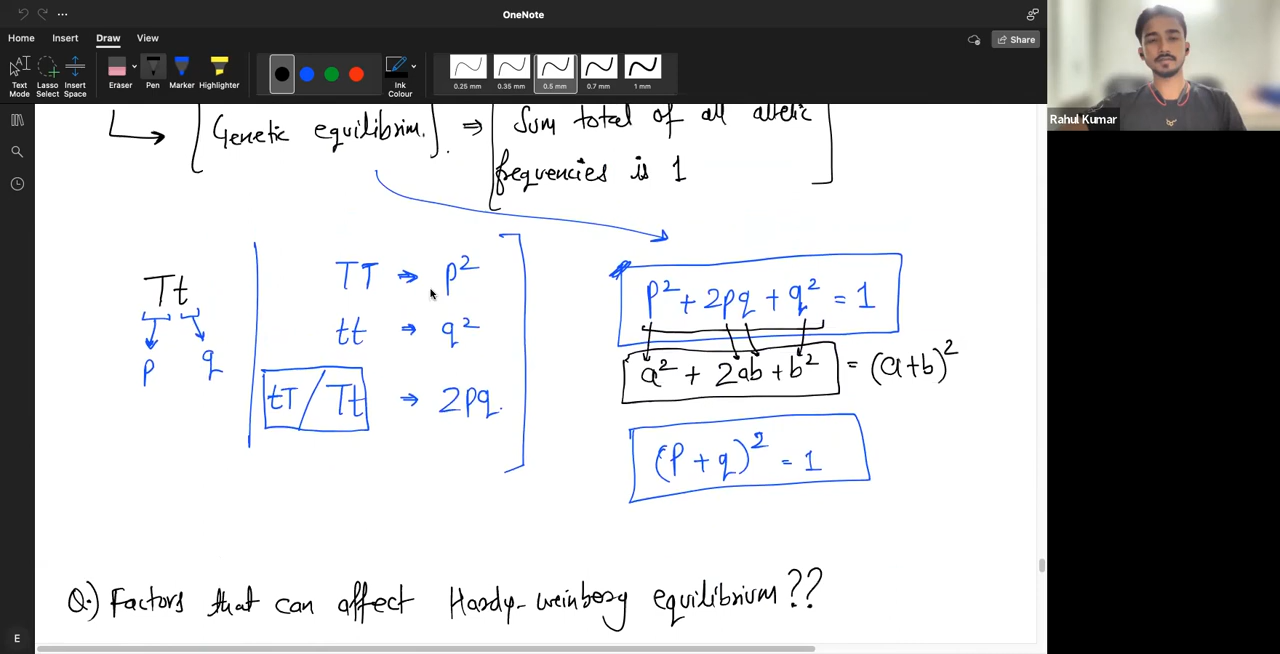 OneNote
Home Insert Draw View
Share
Text Mode Lasso Select Insert Space Eraser Pen Marker Highlighter Ink Colour 0.25 mm 0.35 mm 0.5 mm 0.7 mm 1 mm
Rahul Kumar
Genetic equilibrim. ⇒ Sum total of all allelic
frequencies is 1
Tt
p q
TT ⇒ p²
tt ⇒ q²
tT / Tt ⇒ 2pq.
p² + 2pq + q² = 1
a² + 2ab + b² = (a+b)²
(p + q)² = 1
Q.) Factors that can affect Hardy-weinberg equilibrium??
E